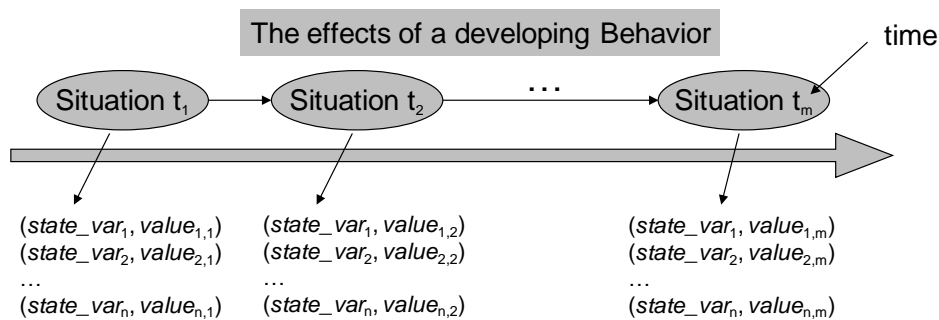 The effects of a developing Behavior
time
Situation t₁
Situation t₂
...
Situation tₘ
(state_var₁, value₁,₁)
(state_var₂, value₂,₁)
...
(state_varₙ, valueₙ,₁)
(state_var₁, value₁,₂)
(state_var₂, value₂,₂)
...
(state_varₙ, valueₙ,₂)
(state_var₁, value₁,ₘ)
(state_var₂, value₂,ₘ)
...
(state_varₙ, valueₙ,ₘ)